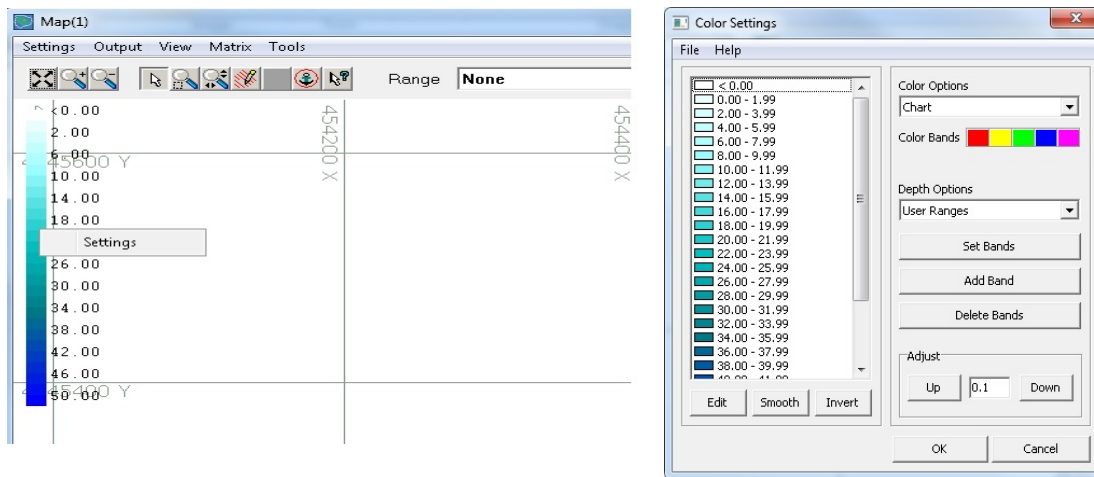 Map(1)
Settings Output View Matrix Tools
Range None
<0.00
2.00
6.00
10.00
14.00
18.00
Settings
26.00
30.00
34.00
38.00
42.00
46.00
50.00
454200 X
454400 X
45600 Y
45400 Y
Color Settings
File Help
< 0.00
0.00 - 1.99
2.00 - 3.99
4.00 - 5.99
6.00 - 7.99
8.00 - 9.99
10.00 - 11.99
12.00 - 13.99
14.00 - 15.99
16.00 - 17.99
18.00 - 19.99
20.00 - 21.99
22.00 - 23.99
24.00 - 25.99
26.00 - 27.99
28.00 - 29.99
30.00 - 31.99
32.00 - 33.99
34.00 - 35.99
36.00 - 37.99
38.00 - 39.99
40.00 - 41.99
Edit Smooth Invert
Color Options
Chart
Color Bands
Depth Options
User Ranges
Set Bands
Add Band
Delete Bands
Adjust
Up 0.1 Down
OK Cancel